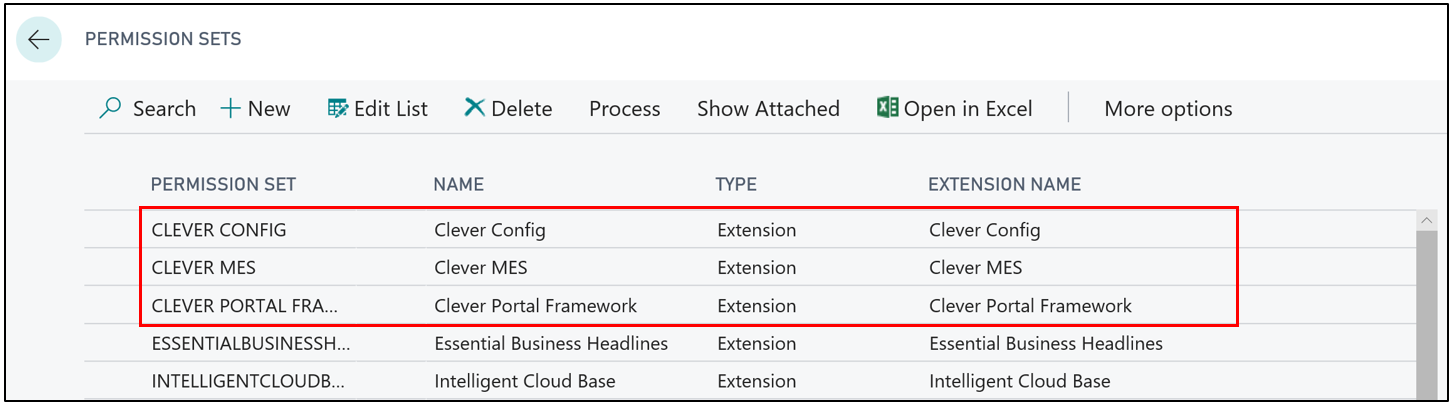 PERMISSION SETS
Search New Edit List Delete Process Show Attached Open in Excel More options
PERMISSION SET NAME TYPE EXTENSION NAME
CLEVER CONFIG Clever Config Extension Clever Config
CLEVER MES Clever MES Extension Clever MES
CLEVER PORTAL FRA... Clever Portal Framework Extension Clever Portal Framework
ESSENTIALBUSINESSH... Essential Business Headlines Extension Essential Business Headlines
INTELLIGENTCLOUDB... Intelligent Cloud Base Extension Intelligent Cloud Base